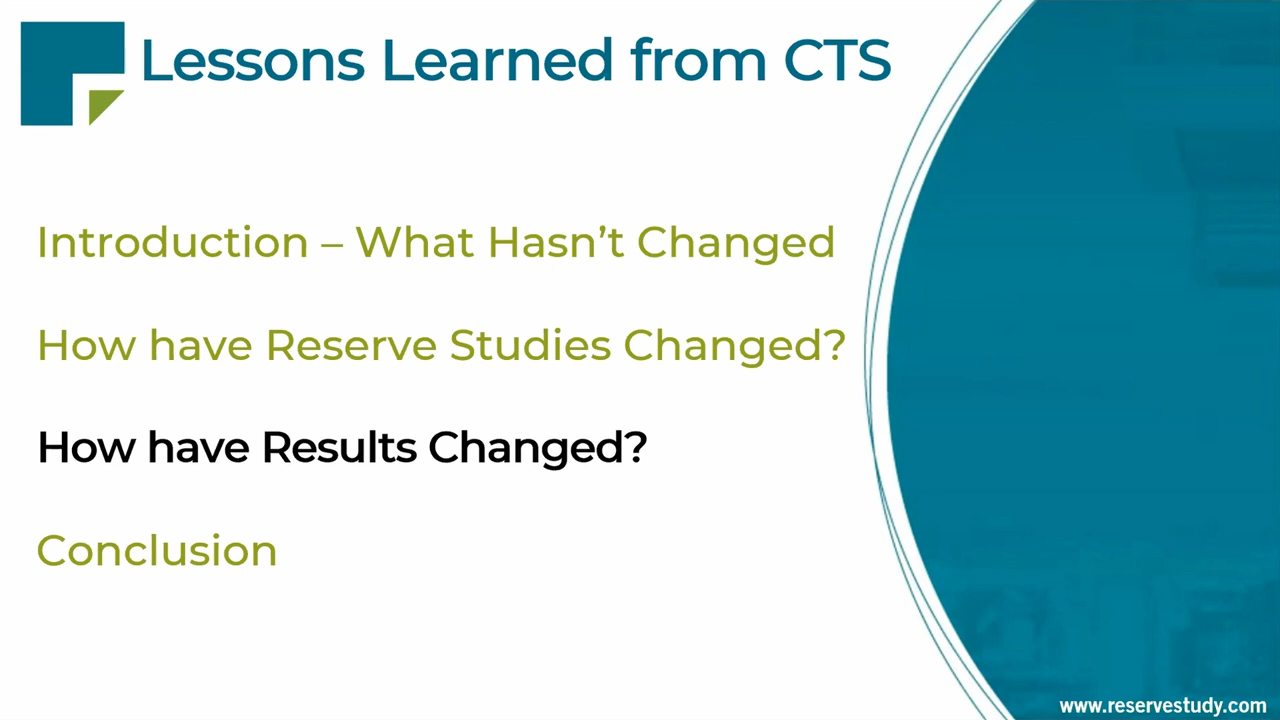 Lessons Learned from CTS
Introduction – What Hasn’t Changed
How have Reserve Studies Changed?
How have Results Changed?
Conclusion
www.reservestudy.com